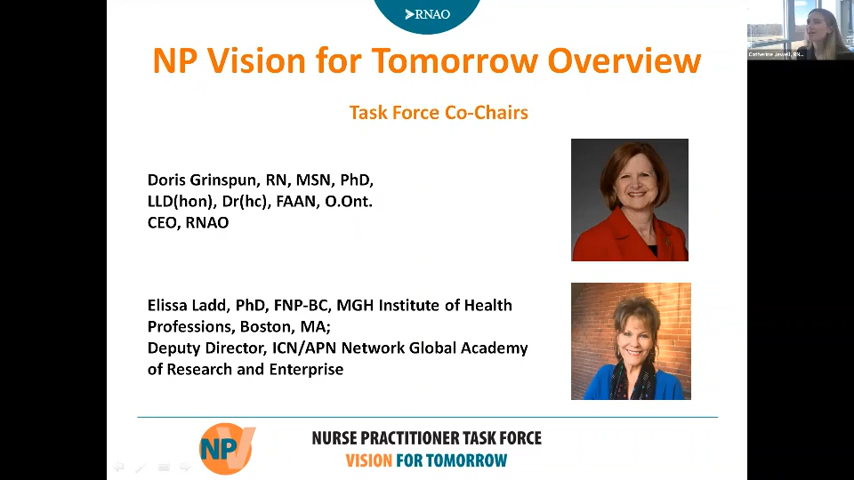 RNAO
NP Vision for Tomorrow Overview
Task Force Co-Chairs
Doris Grinspun, RN, MSN, PhD,
LLD(hon), Dr(hc), FAAN, O.Ont.
CEO, RNAO
Elissa Ladd, PhD, FNP-BC, MGH Institute of Health
Professions, Boston, MA;
Deputy Director, ICN/APN Network Global Academy
of Research and Enterprise
NP
NURSE PRACTITIONER TASK FORCE
VISION FOR TOMORROW